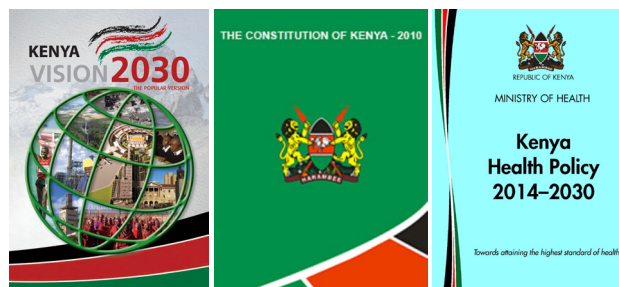 KENYA
VISION 2030
THE POPULAR VERSION
THE CONSTITUTION OF KENYA - 2010
HARAMBEE
REPUBLIC OF KENYA
MINISTRY OF HEALTH
Kenya
Health Policy
2014–2030
Towards attaining the highest standard of health